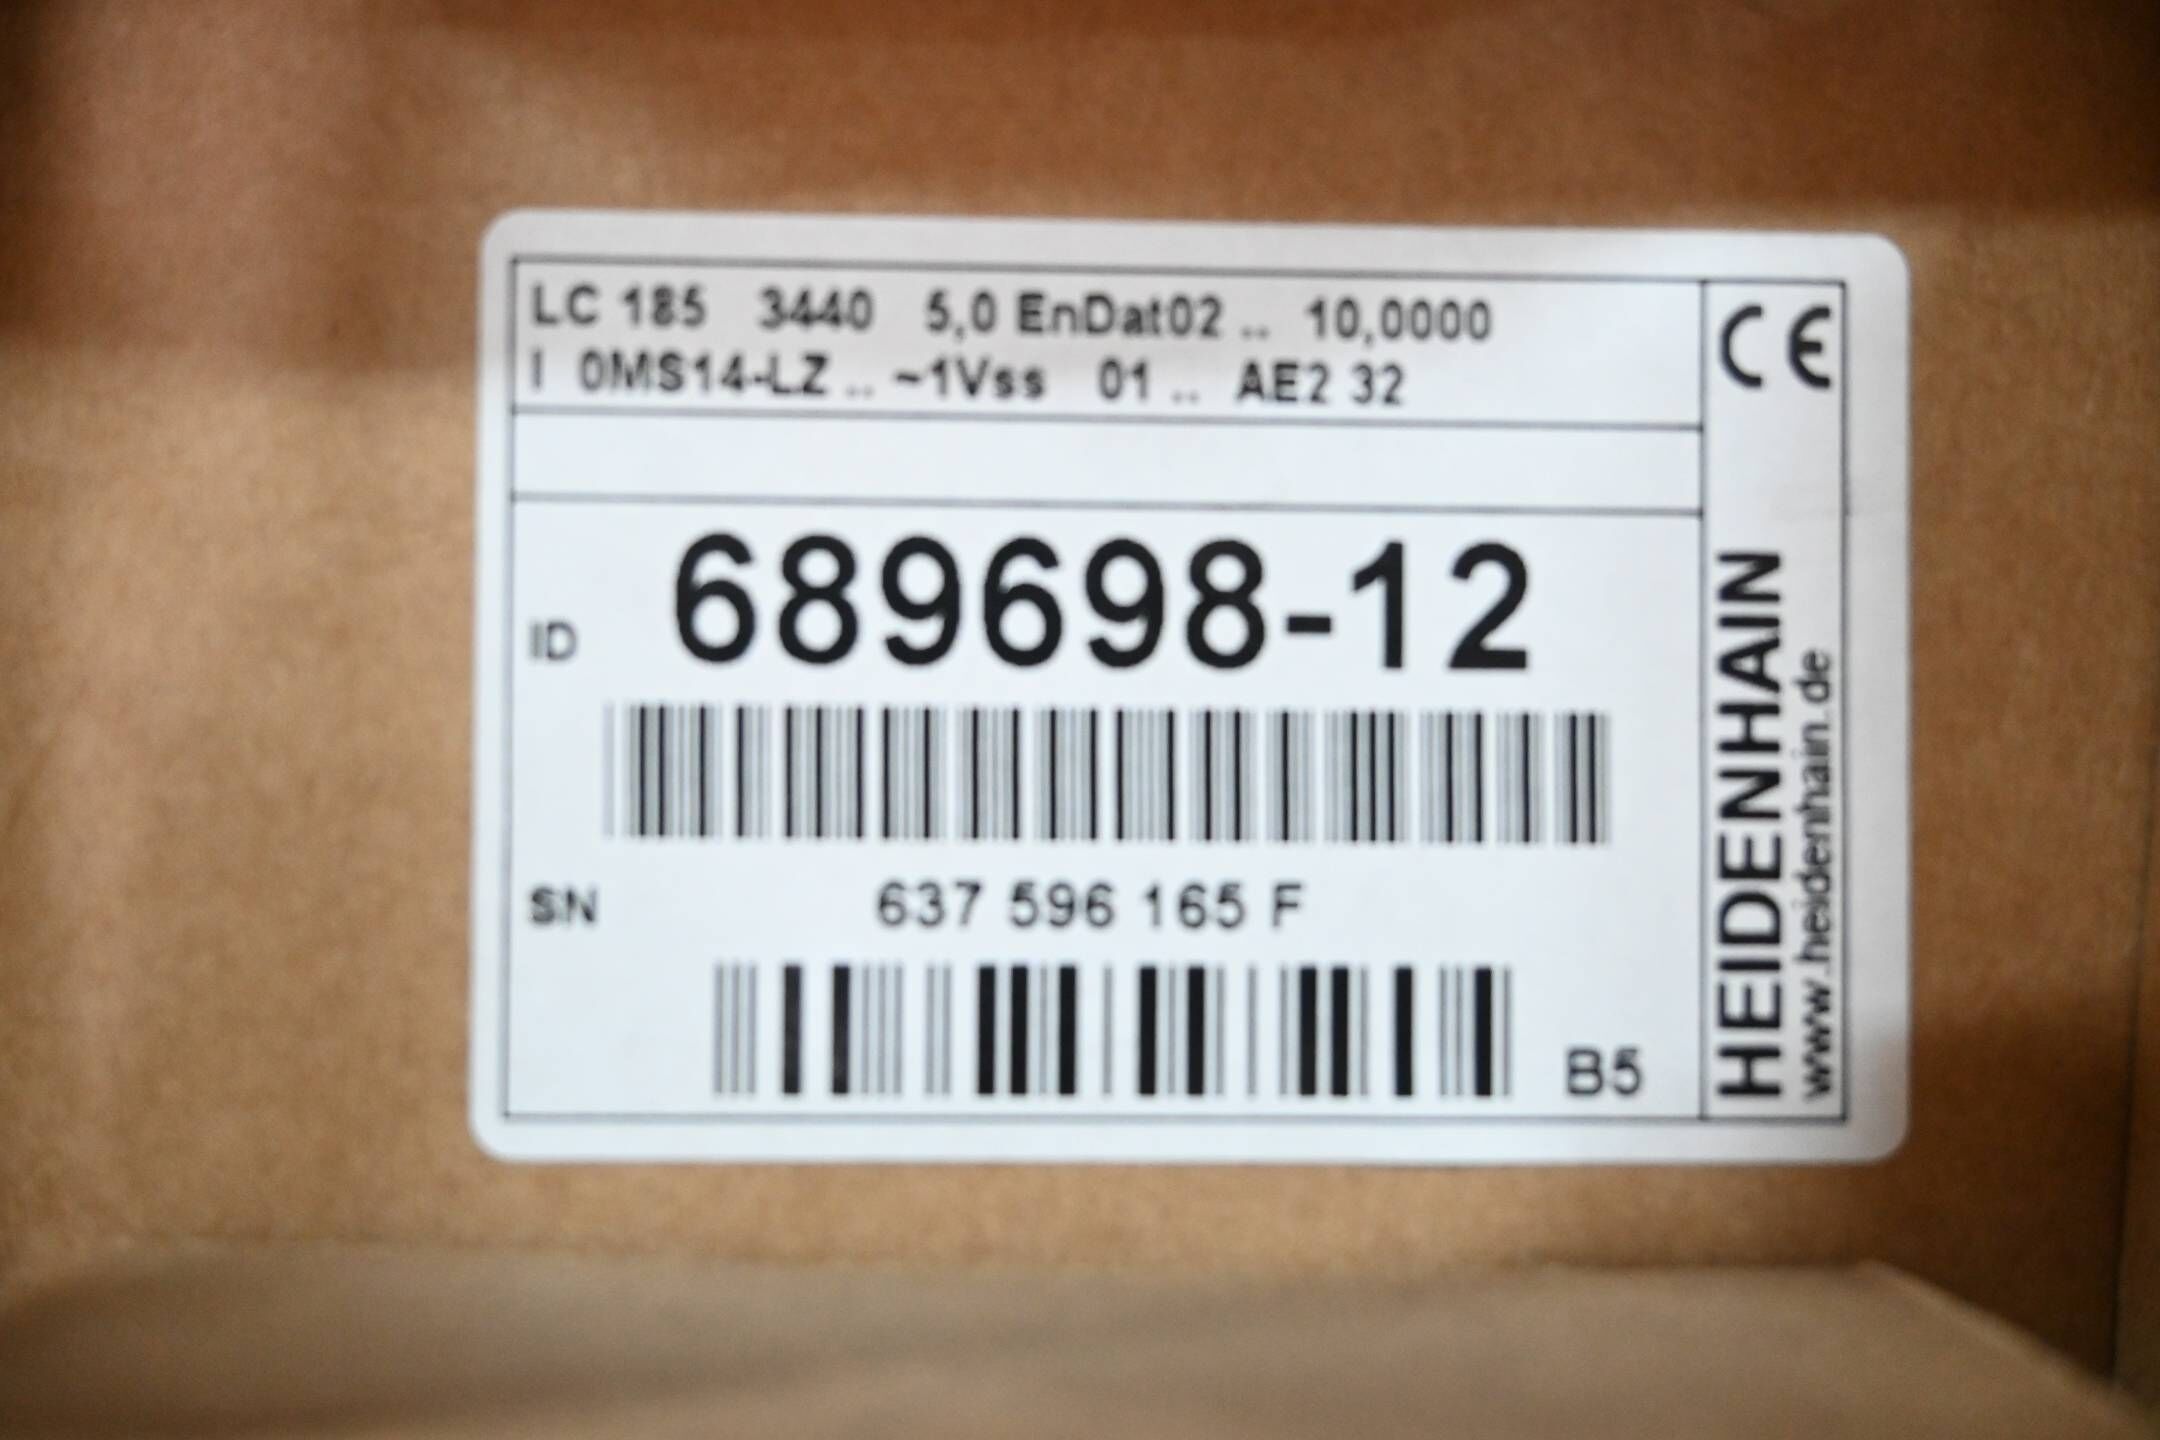 LC 185 3440 5,0 EnDat02 .. 10,0000
I 0MS14-LZ .. ~1Vss 01 .. AE2 32
CE
ID 689698-12
SN 637 596 165 F
B5
HEIDENHAIN
www.heidenhain.de